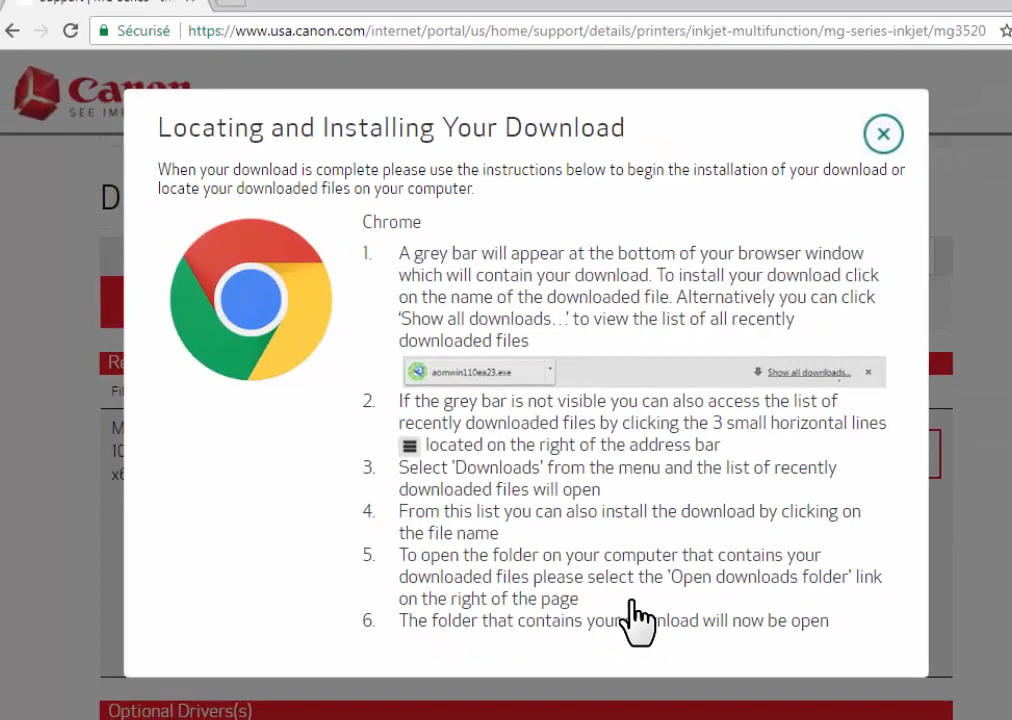 Sécurisé https://www.usa.canon.com/internet/portal/us/home/support/details/printers/inkjet-multifunction/mg-series-inkjet/mg3520
Canon
Locating and Installing Your Download
When your download is complete please use the instructions below to begin the installation of your download or
locate your downloaded files on your computer.
Chrome
1. A grey bar will appear at the bottom of your browser window
which will contain your download. To install your download click
on the name of the downloaded file. Alternatively you can click
'Show all downloads...' to view the list of all recently
downloaded files
aomwin110ea23.exe Show all downloads...
2. If the grey bar is not visible you can also access the list of
recently downloaded files by clicking the 3 small horizontal lines
located on the right of the address bar
3. Select 'Downloads' from the menu and the list of recently
downloaded files will open
4. From this list you can also install the download by clicking on
the file name
5. To open the folder on your computer that contains your
downloaded files please select the 'Open downloads folder' link
on the right of the page
6. The folder that contains your download will now be open
Optional Drivers(s)